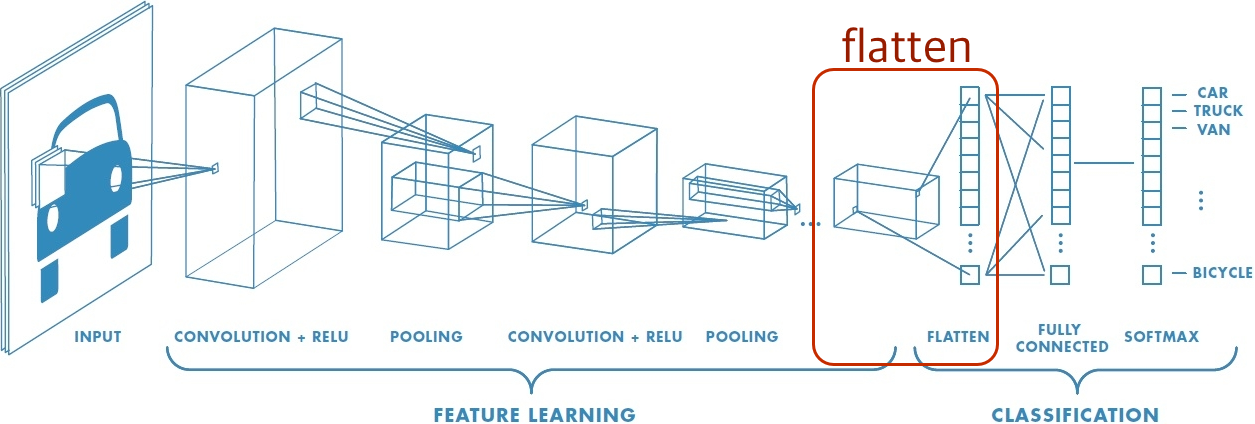 flatten
CAR
TRUCK
VAN
BICYCLE
INPUT
CONVOLUTION + RELU
POOLING
CONVOLUTION + RELU
POOLING
FLATTEN
FULLY
CONNECTED
SOFTMAX
FEATURE LEARNING
CLASSIFICATION